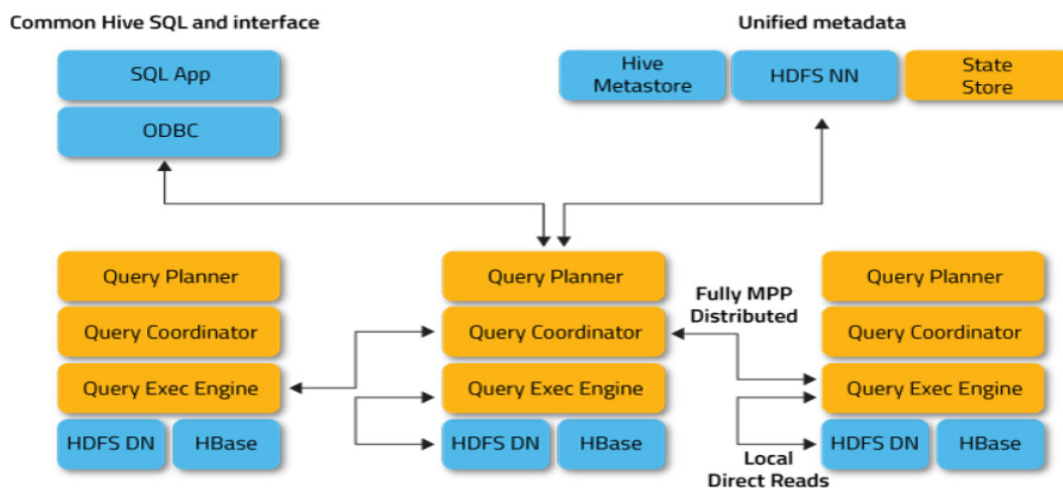 Common Hive SQL and interface
Unified metadata
SQL App
ODBC
Hive
Metastore
HDFS NN
State
Store
Query Planner
Query Coordinator
Query Exec Engine
HDFS DN
HBase
Query Planner
Query Coordinator
Query Exec Engine
HDFS DN
HBase
Fully MPP
Distributed
Local
Direct Reads
Query Planner
Query Coordinator
Query Exec Engine
HDFS DN
HBase